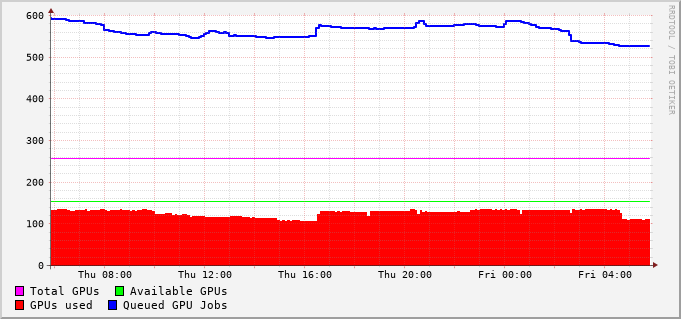 600
500
400
300
200
100
0
Thu 08:00 Thu 12:00 Thu 16:00 Thu 20:00 Fri 00:00 Fri 04:00
Total GPUs Available GPUs
GPUs used Queued GPU Jobs
RRDTOOL / TOBI OETIKER